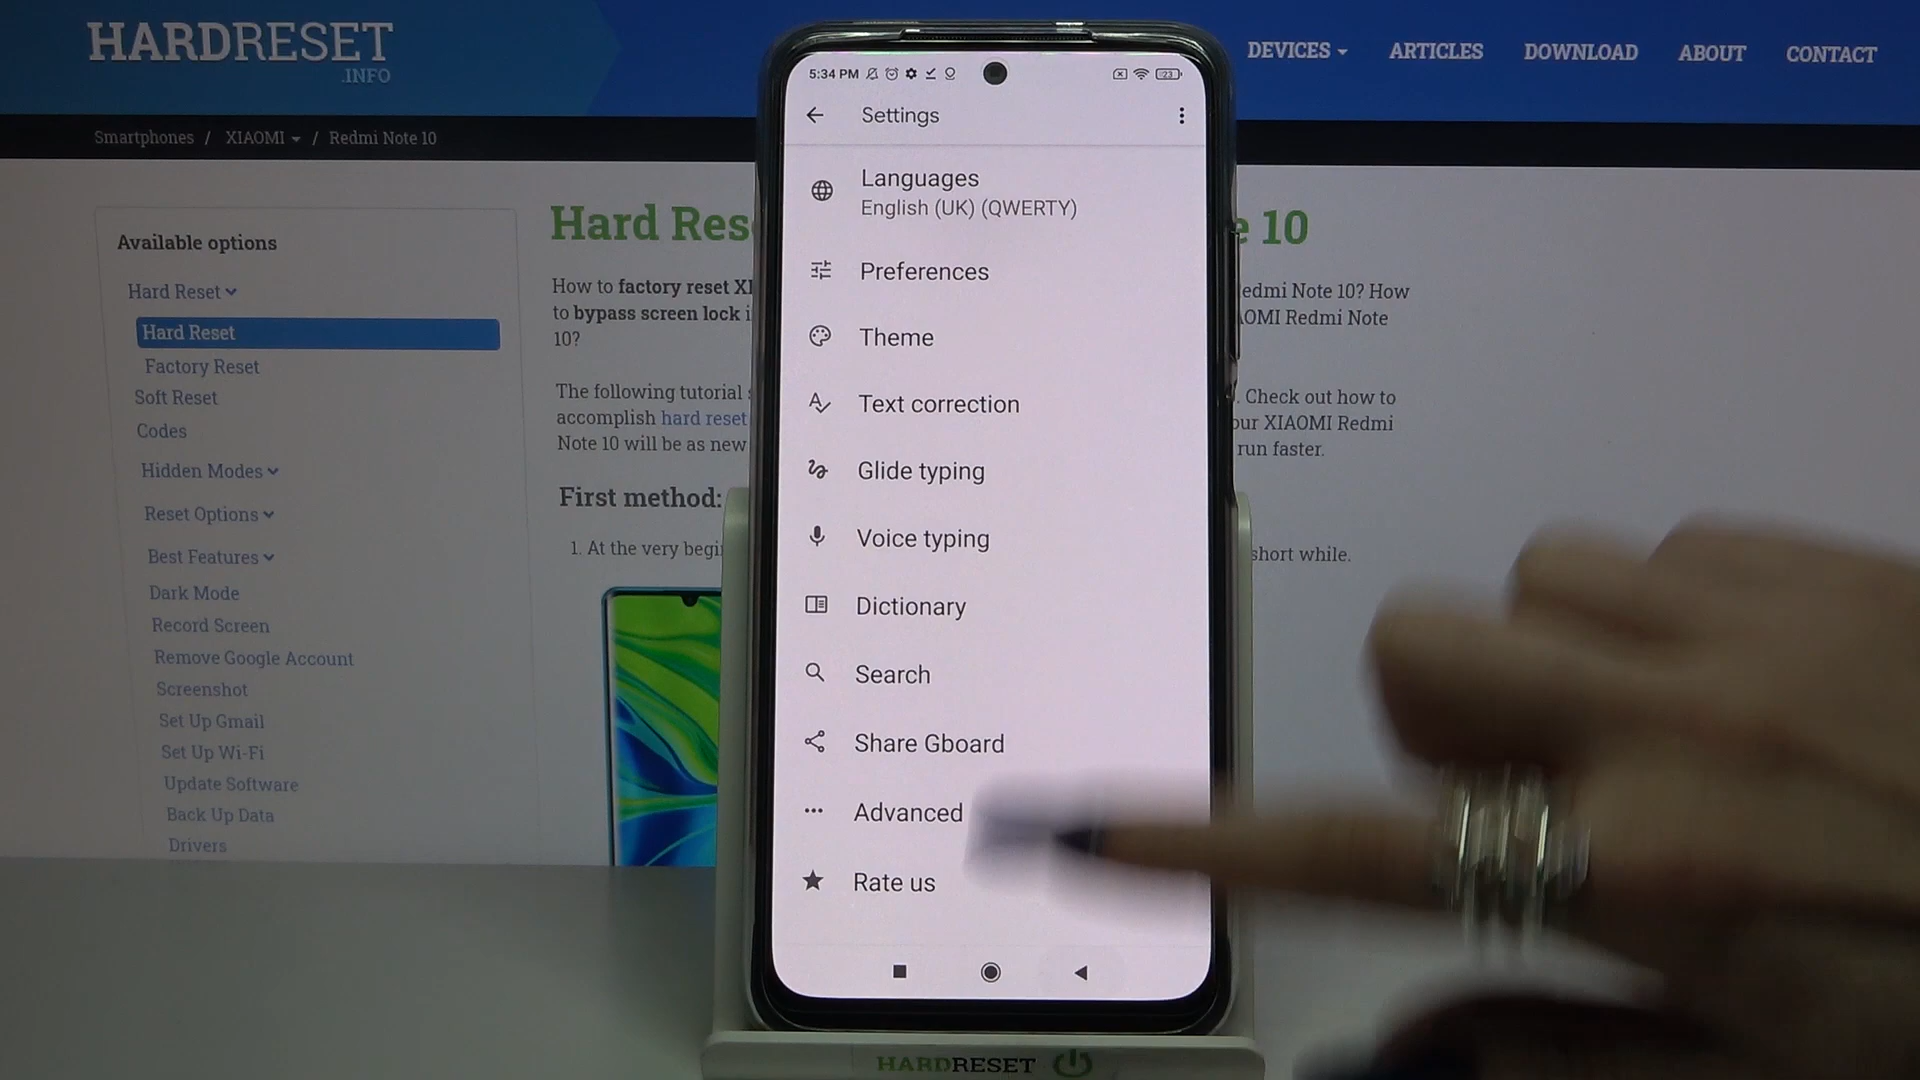 HARDRESET
.INFO
DEVICES
ARTICLES
DOWNLOAD
ABOUT
CONTACT
Smartphones / XIAOMI / Redmi Note 10
Available options
Hard Reset
Hard Reset
Factory Reset
Soft Reset
Codes
Hidden Modes
Reset Options
Best Features
Dark Mode
Record Screen
Remove Google Account
Screenshot
Set Up Gmail
Set Up Wi-Fi
Update Software
Back Up Data
Drivers
Hard Res
e 10
How to factory reset XI
edmi Note 10? How
to bypass screen lock i
AOMI Redmi Note
10?
The following tutorial
. Check out how to
accomplish hard reset
our XIAOMI Redmi
Note 10 will be as new
run faster.
First method:
1. At the very begi
short while.
5:34 PM
23
Settings
Languages
English (UK) (QWERTY)
Preferences
Theme
Text correction
Glide typing
Voice typing
Dictionary
Search
Share Gboard
Advanced
Rate us
HARDRESET